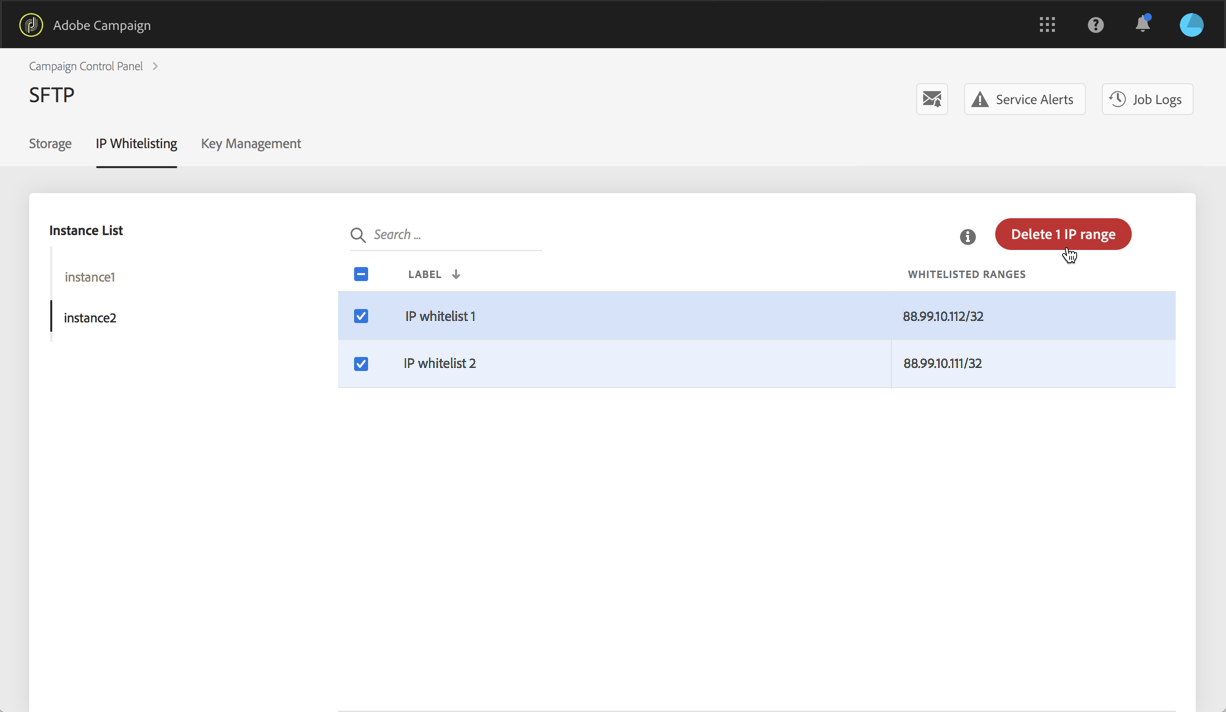 Adobe Campaign
Campaign Control Panel
SFTP
Service Alerts
Job Logs
Storage
IP Whitelisting
Key Management
Instance List
instance1
instance2
Search ...
Delete 1 IP range
LABEL
WHITELISTED RANGES
IP whitelist 1
88.99.10.112/32
IP whitelist 2
88.99.10.111/32